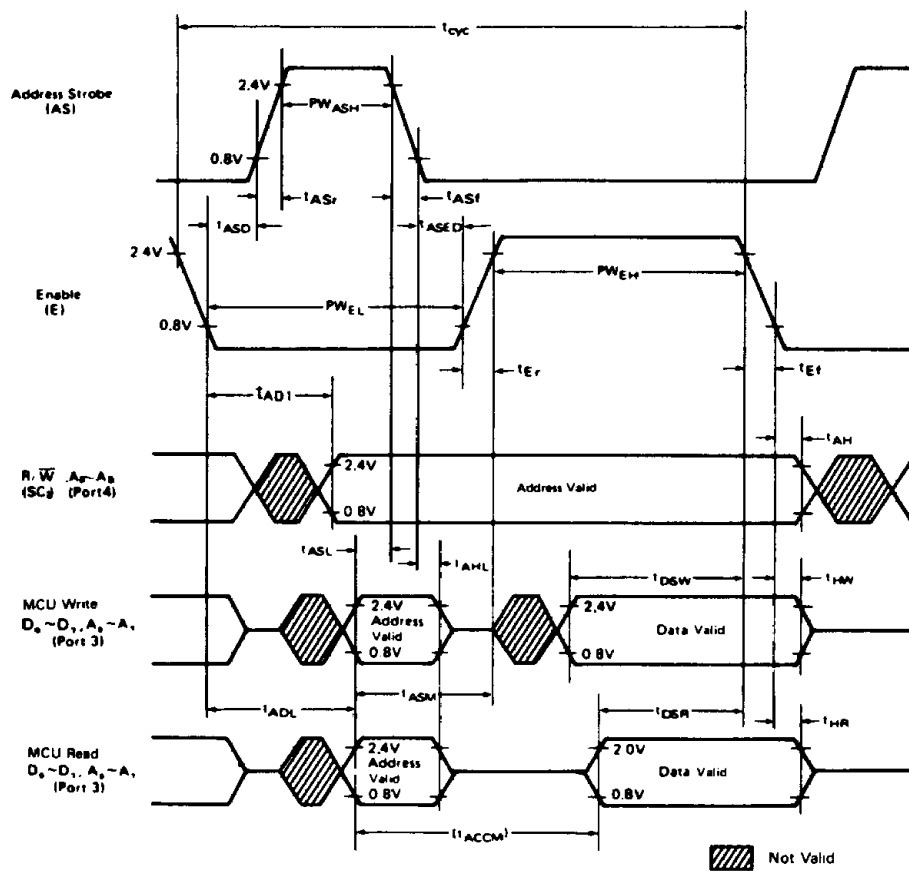 tcyc
Address Strobe
(AS)
2.4V
PWASH
0.8V
tASr
tASf
tASD
tASED
2.4V
Enable
(E)
PWEH
PWEL
0.8V
tEr
tEf
tAD1
tAH
2.4V
(Port4)
Address Valid
0.8V
tASL
tAHL
tDSW
tHW
MCU Write
D₀~D₇, A₀~A₇
(Port 3)
2.4V
Address
Valid
0.8V
2.4V
Data Valid
0.8V
tASM
tADL
tDSR
tHR
MCU Read
D₀~D₇, A₀~A₇
(Port 3)
2.4V
Address
Valid
0.8V
2.0V
Data Valid
0.8V
(tACCM)
Not Valid